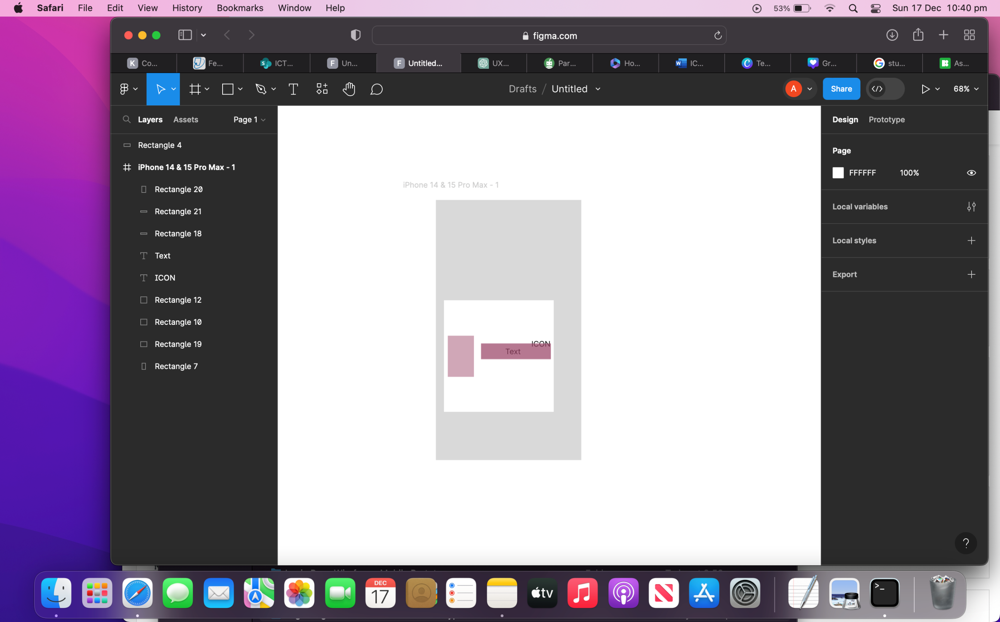 Safari File Edit View History Bookmarks Window Help 53% Sun 17 Dec 10:40 pm
figma.com
K Co... Fe... S ICT... F Un... F Untitled... UX... Par... Ho... W IC... C Te... Gr... G stu... As...
Drafts / Untitled A Share </> 68%
Layers Assets Page 1
Rectangle 4
iPhone 14 & 15 Pro Max - 1
Rectangle 20
Rectangle 21
Rectangle 18
Text
ICON
Rectangle 12
Rectangle 10
Rectangle 19
Rectangle 7
iPhone 14 & 15 Pro Max - 1
ICON
Text
Design Prototype
Page
FFFFFF 100%
Local variables
Local styles
Export
?
DEC
17
tv
>_